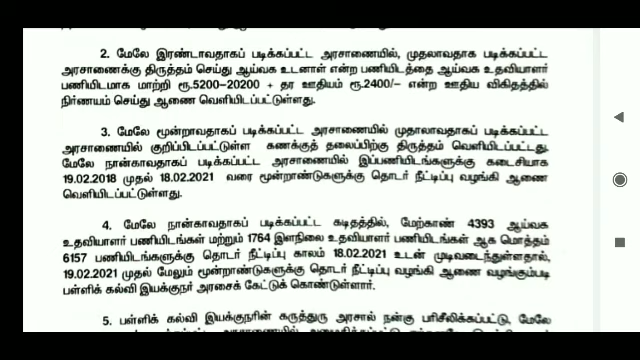 2. மேலே இரண்டாவதாகப் படிக்கப்பட்ட அரசாணையில், முதலாவதாக படிக்கப்பட்ட
அரசாணைக்கு திருத்தம் செய்து ஆய்வக உடனாள் என்ற பணியிடத்தை ஆய்வக உதவியாளர்
பணியிடமாக மாற்றி ரூ.5200-20200 + தர ஊதியம் ரூ.2400/- என்ற ஊதிய விகிதத்தில்
நிர்ணயம் செய்து ஆணை வெளியிடப்பட்டுள்ளது.
3. மேலே மூன்றாவதாகப் படிக்கப்பட்ட அரசாணையில் முதாலாவதாகப் படிக்கப்பட்ட
அரசாணையில் குறிப்பிடப்பட்டுள்ள கணக்குத் தலைப்பிற்கு திருத்தம் வெளியிடப்பட்டது.
மேலே நான்காவதாகப் படிக்கப்பட்ட அரசாணையில் இப்பணியிடங்களுக்கு கடைசியாக
19.02.2018 முதல் 18.02.2021 வரை மூன்றாண்டுகளுக்கு தொடர் நீட்டிப்பு வழங்கி ஆணை
வெளியிடப்பட்டுள்ளது.
4. மேலே நான்காவதாகப் படிக்கப்பட்ட கடிதத்தில், மேற்காண் 4393 ஆய்வக
உதவியாளர் பணியிடங்கள் மற்றும் 1764 இளநிலை உதவியாளர் பணியிடங்கள் ஆக மொத்தம்
6157 பணியிடங்களுக்கு தொடர் நீட்டிப்பு காலம் 18.02.2021 உடன் முடிவடைந்துள்ளதால்,
19.02.2021 முதல் மேலும் மூன்றாண்டுகளுக்கு தொடர் நீட்டிப்பு வழங்கி ஆணை வழங்கும்படி
பள்ளிக் கல்வி இயக்குநர் அரசைக் கேட்டுக் கொண்டுள்ளார்.
5. பள்ளிக் கல்வி இயக்குநரின் கருத்துரு அரசால் நன்கு பரிசீலிக்கப்பட்டு, மேலே